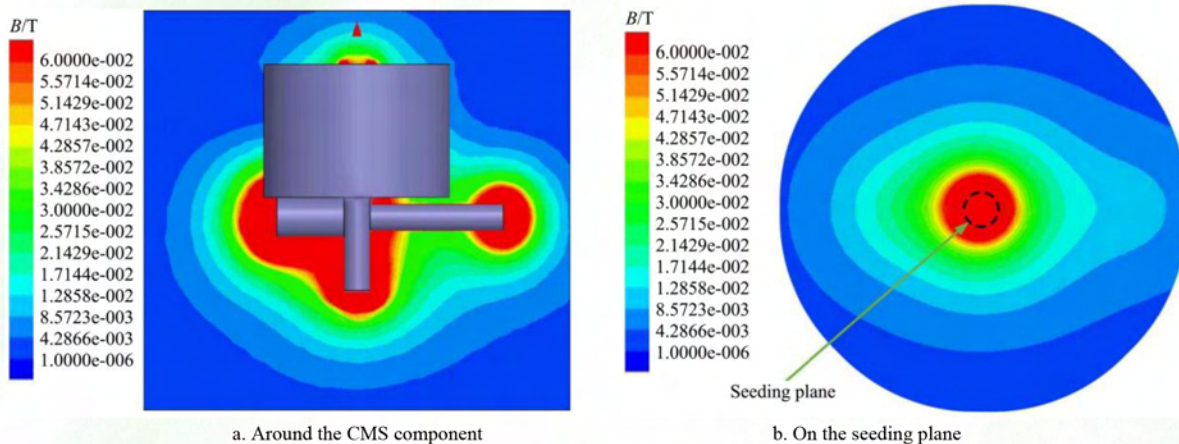 B/T
6.0000e-002
5.5714e-002
5.1429e-002
4.7143e-002
4.2857e-002
3.8572e-002
3.4286e-002
3.0000e-002
2.5715e-002
2.1429e-002
1.7144e-002
1.2858e-002
8.5723e-003
4.2866e-003
1.0000e-006
a. Around the CMS component
B/T
6.0000e-002
5.5714e-002
5.1429e-002
4.7143e-002
4.2857e-002
3.8572e-002
3.4286e-002
3.0000e-002
2.5715e-002
2.1429e-002
1.7144e-002
1.2858e-002
8.5723e-003
4.2866e-003
1.0000e-006
Seeding plane
b. On the seeding plane